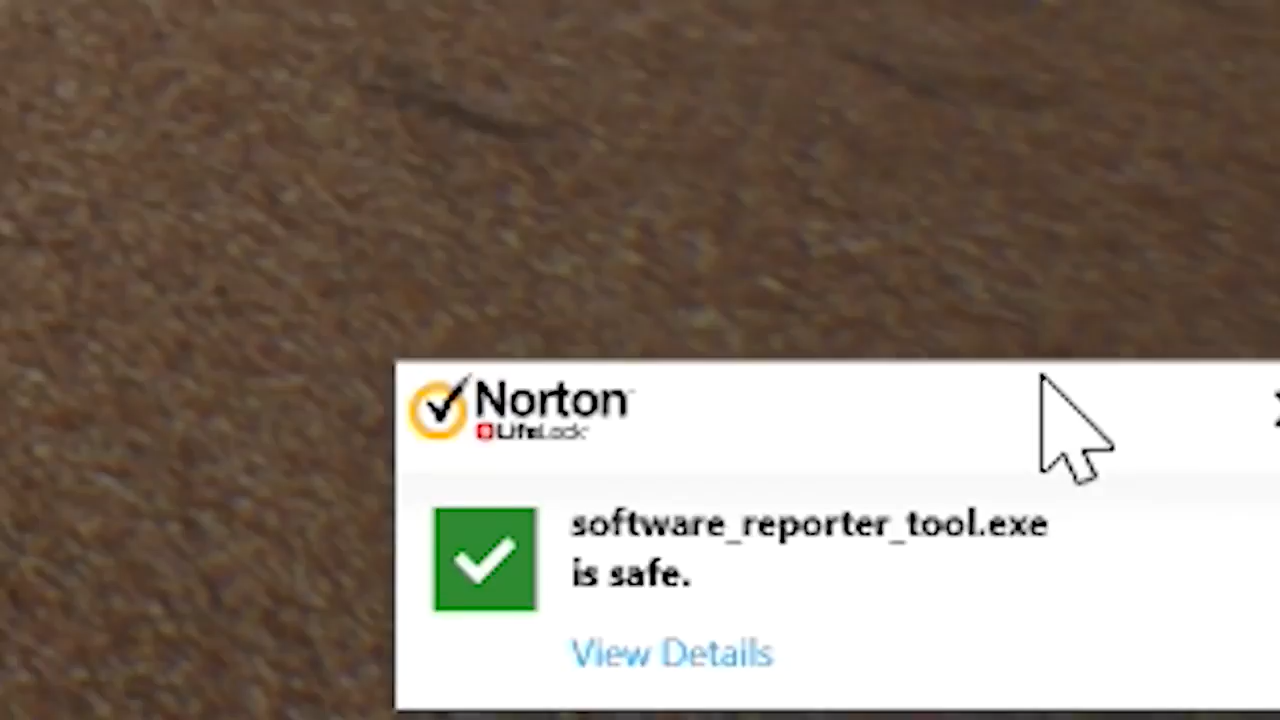 Norton
LifeLock
software_reporter_tool.exe
is safe.
View Details